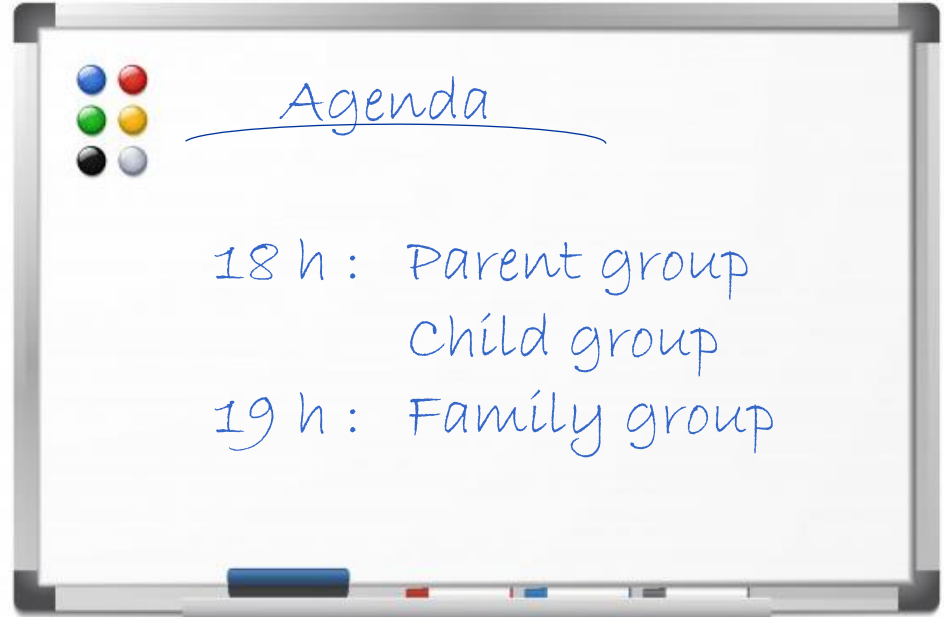 Agenda
18 h : Parent group
Child group
19 h : Family group